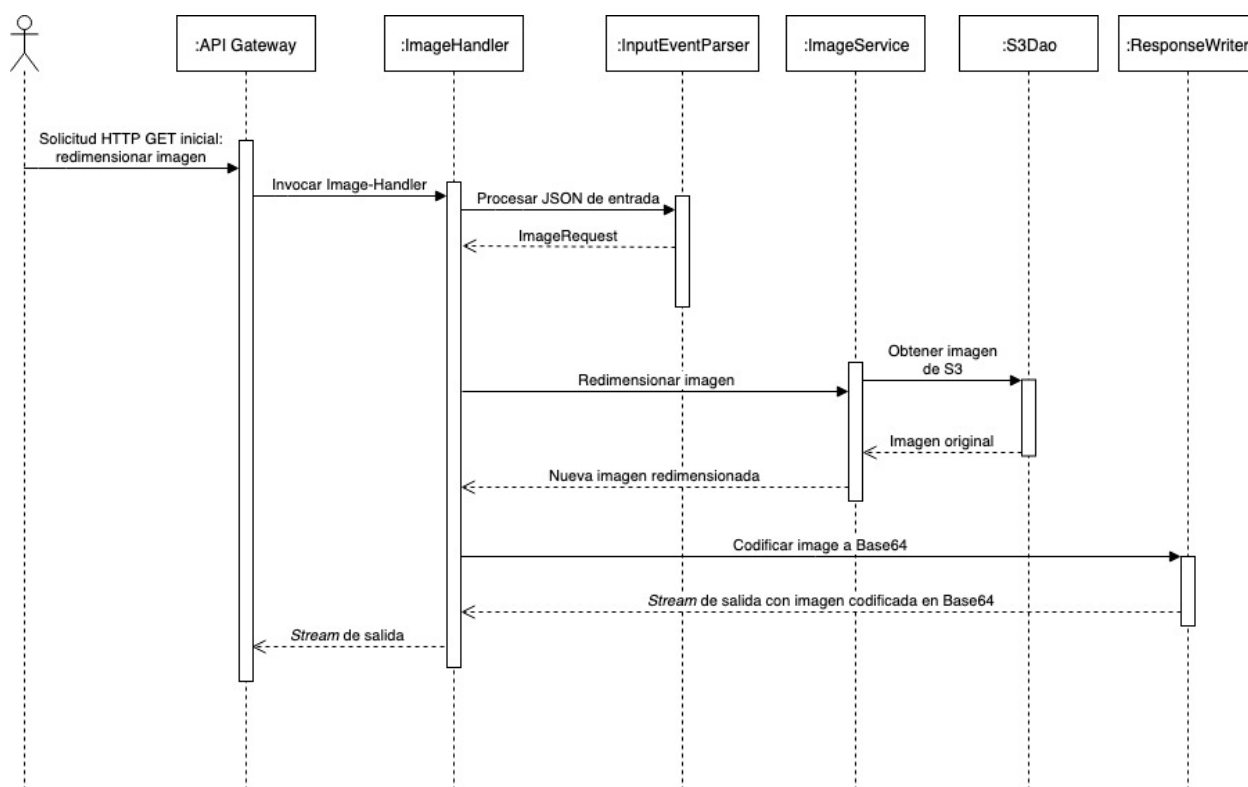 :API Gateway
:ImageHandler
:InputEventParser
:ImageService
:S3Dao
:ResponseWriter
Solicitud HTTP GET inicial:
redimensionar imagen
Invocar Image-Handler
Procesar JSON de entrada
ImageRequest
Obtener imagen
de S3
Redimensionar imagen
Imagen original
Nueva imagen redimensionada
Codificar image a Base64
Stream de salida con imagen codificada en Base64
Stream de salida